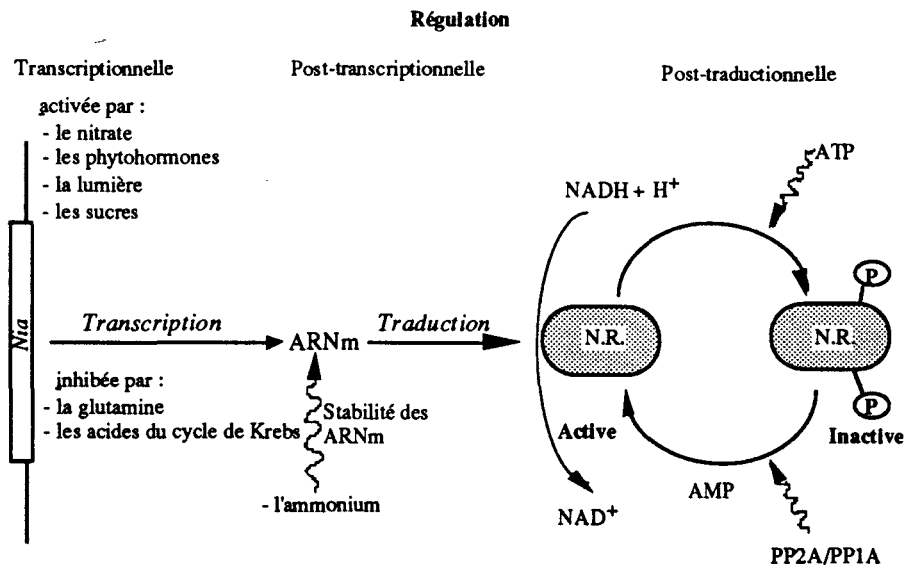 Régulation
Transcriptionnelle
Post-transcriptionnelle
Post-traductionnelle
activée par :
- le nitrate
- les phytohormones
- la lumière
- les sucres
ATP
NADH + H⁺
P
Nia
Transcription
ARNm
Traduction
N.R.
N.R.
inhibée par :
- la glutamine
- les acides du cycle de Krebs
Stabilité des
ARNm
P
Active
Inactive
- l'ammonium
AMP
NAD⁺
PP2A/PP1A